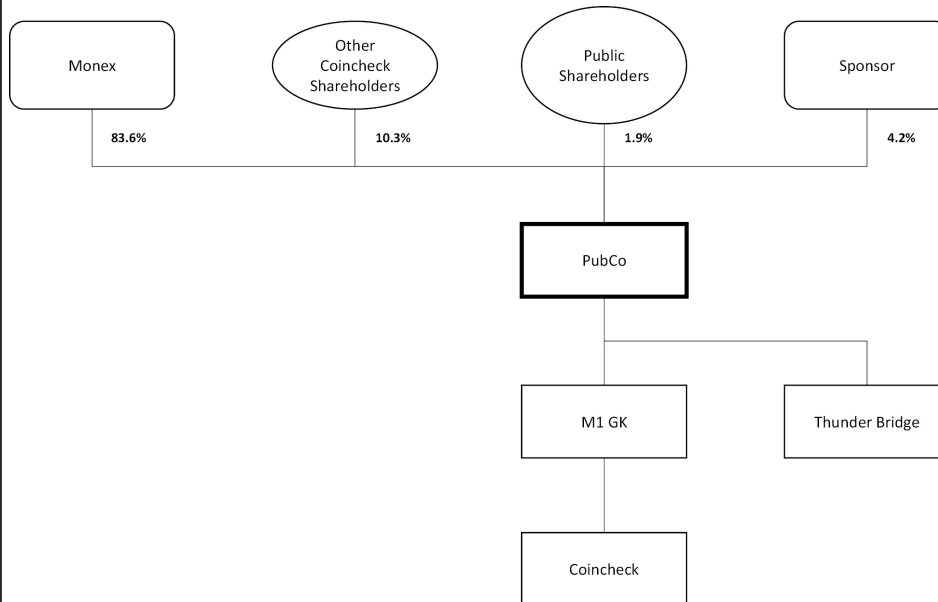 Monex
Other
Coincheck
Shareholders
Public
Shareholders
Sponsor
83.6%
10.3%
1.9%
4.2%
PubCo
M1 GK
Thunder Bridge
Coincheck